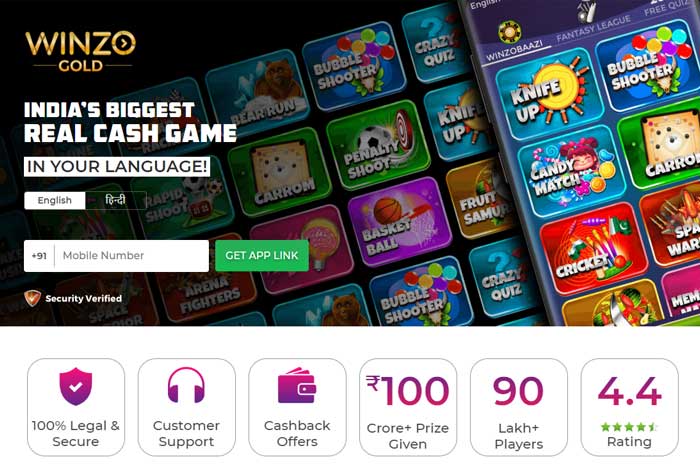 WINZO
GOLD
INDIA'S BIGGEST
REAL CASH GAME
IN YOUR LANGUAGE!
English
हिन्दी
+91
Mobile Number
GET APP LINK
Security Verified
English
WINZOBAAZI
FANTASY LEAGUE
FREE QUIZ
KNIFE
UP
BUBBLE
SHOOTER
CANDY
MATCH
CARROM
CRICKET
SPACE
BEAR RUN
BUBBLE
SHOOTER
CRAZY
QUIZ
PENALTY
SHOOT
KNIFE
UP
RAPID
SHOOT
CARROM
BASKET
BALL
FRUIT
SAMURAI
ARENA
FIGHTERS
BUBBLE
SHOOTER
CRAZY
QUIZ
100% Legal &
Secure
Customer
Support
Cashback
Offers
₹100
Crore+ Prize
Given
90
Lakh+
Players
4.4
Rating